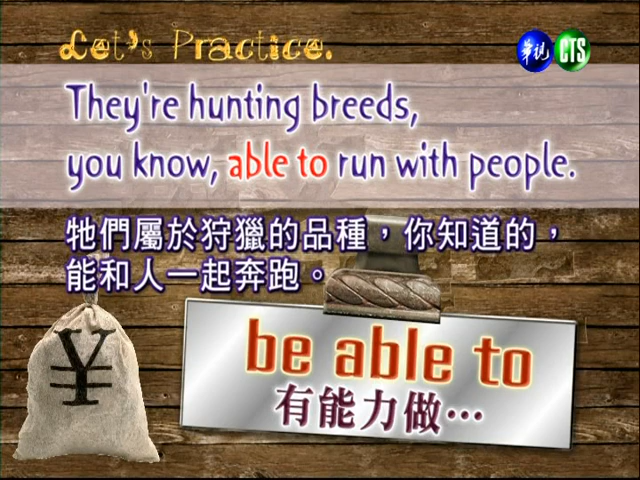 Let's Practice.
華視 CTS
They're hunting breeds,
you know, able to run with people.
牠們屬於狩獵的品種，你知道的，
能和人一起奔跑。
be able to
有能力做…
¥